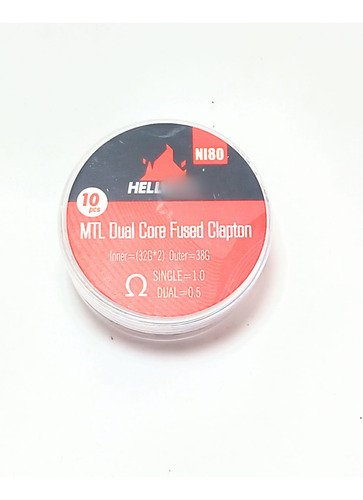 NI80
HELL
10
pcs
MTL Dual Core Fused Clapton
Inner=(32G*2) Outer=38G
Ω
SINGLE=1.0
DUAL=0.5